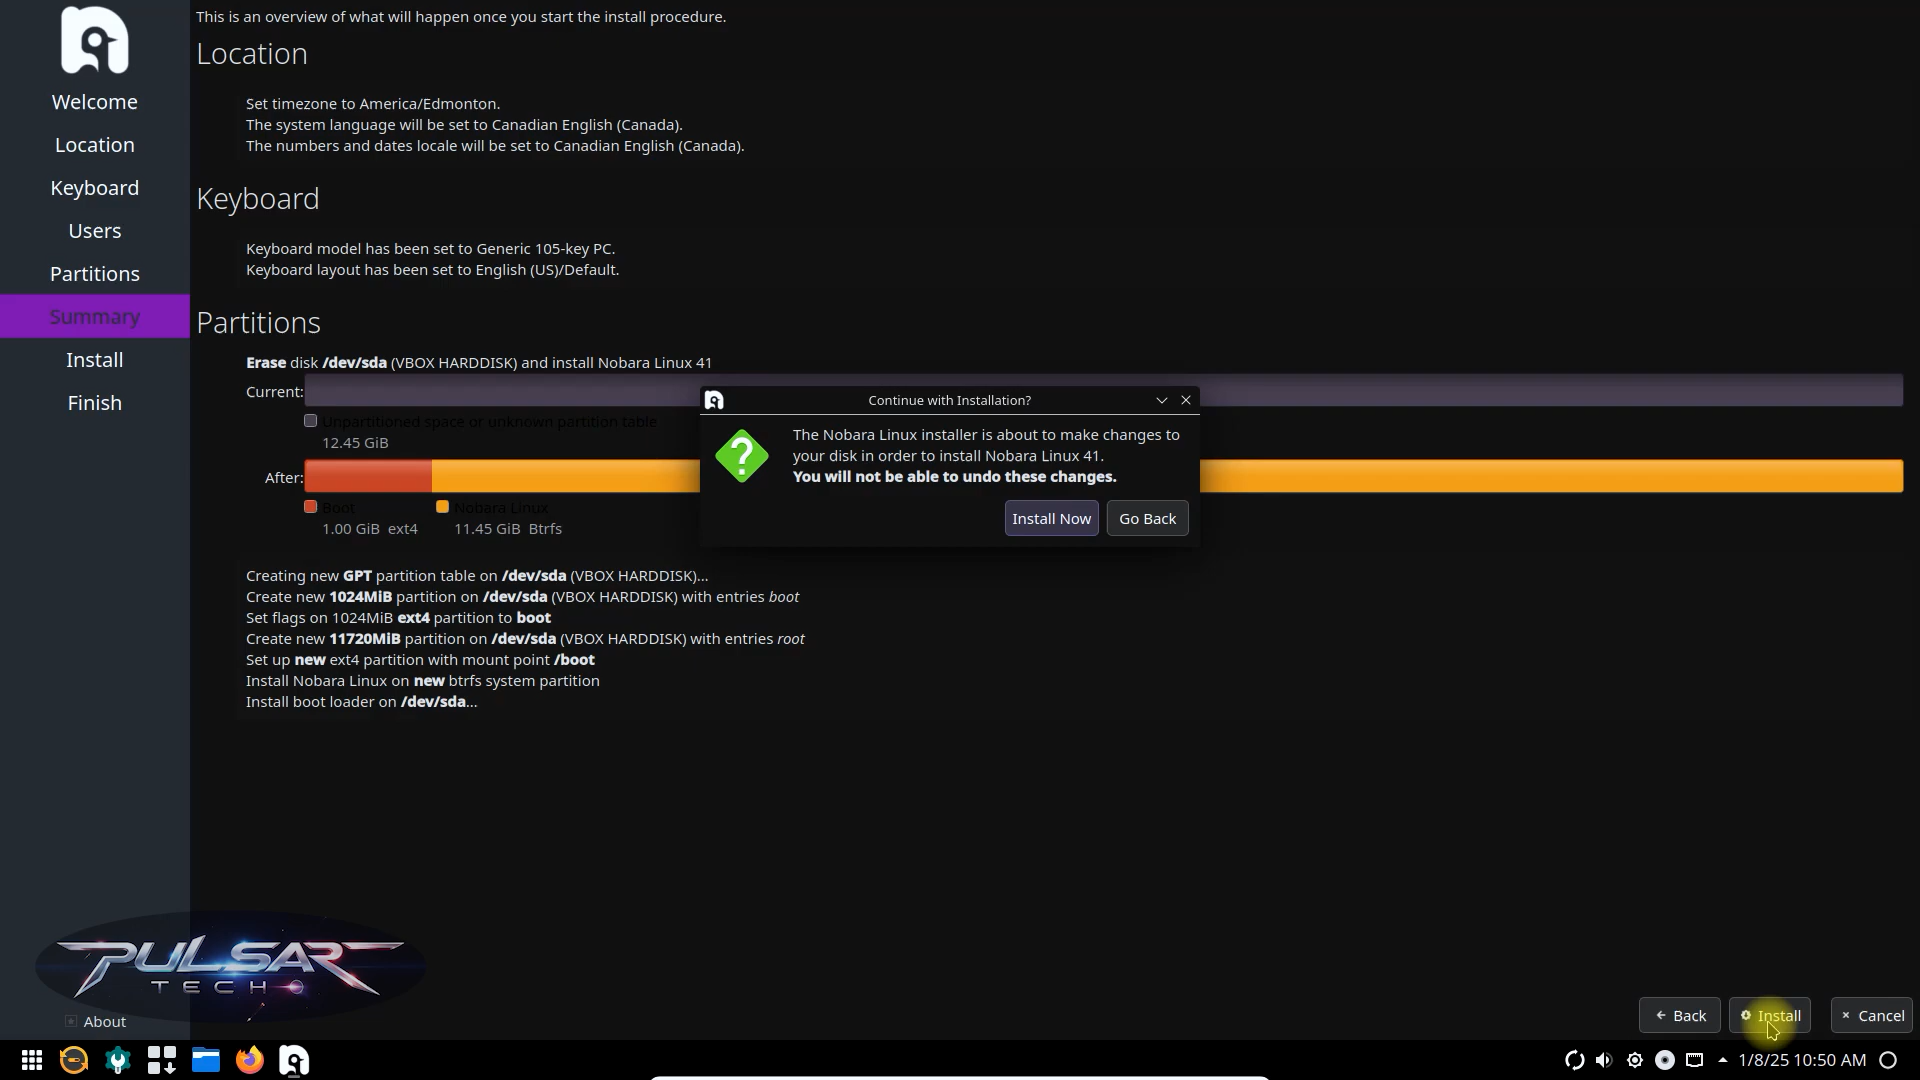 This is an overview of what will happen once you start the install procedure.
Welcome
Location
Keyboard
Users
Partitions
Summary
Install
Finish
Location
Set timezone to America/Edmonton.
The system language will be set to Canadian English (Canada).
The numbers and dates locale will be set to Canadian English (Canada).
Keyboard
Keyboard model has been set to Generic 105-key PC.
Keyboard layout has been set to English (US)/Default.
Partitions
Erase disk /dev/sda (VBOX HARDDISK) and install Nobara Linux 41
Current:
Unpartitioned space or unknown partition table
12.45 GiB
After:
Boot
1.00 GiB ext4
Nobara Linux
11.45 GiB Btrfs
Continue with Installation?
The Nobara Linux installer is about to make changes to
your disk in order to install Nobara Linux 41.
You will not be able to undo these changes.
Install Now
Go Back
Creating new GPT partition table on /dev/sda (VBOX HARDDISK)...
Create new 1024MiB partition on /dev/sda (VBOX HARDDISK) with entries boot
Set flags on 1024MiB ext4 partition to boot
Create new 11720MiB partition on /dev/sda (VBOX HARDDISK) with entries root
Set up new ext4 partition with mount point /boot
Install Nobara Linux on new btrfs system partition
Install boot loader on /dev/sda...
PULSAR
TECH
About
Back
Install
Cancel
1/8/25 10:50 AM